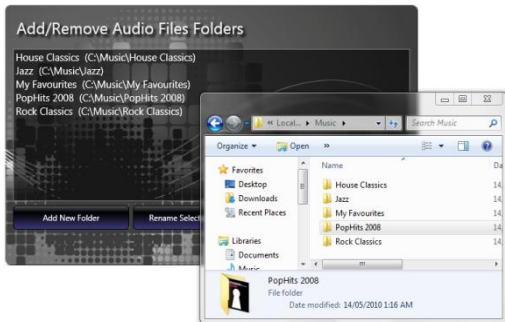 Add/Remove Audio Files Folders
House Classics (C:\Music\House Classics)
Jazz (C:\Music\Jazz)
My Favourites (C:\Music\My Favourites)
PopHits 2008 (C:\Music\PopHits 2008)
Rock Classics (C:\Music\Rock Classics)
Add New Folder
Rename Select
« Local... ▸ Music ▸
Search Music
Organize ▾
Open
»
Favorites
Desktop
Downloads
Recent Places
Libraries
Documents
Music
Name
Da
House Classics
14
Jazz
14
My Favourites
14
PopHits 2008
14
Rock Classics
14
PopHits 2008
File folder
Date modified: 14/05/2010 1:16 AM